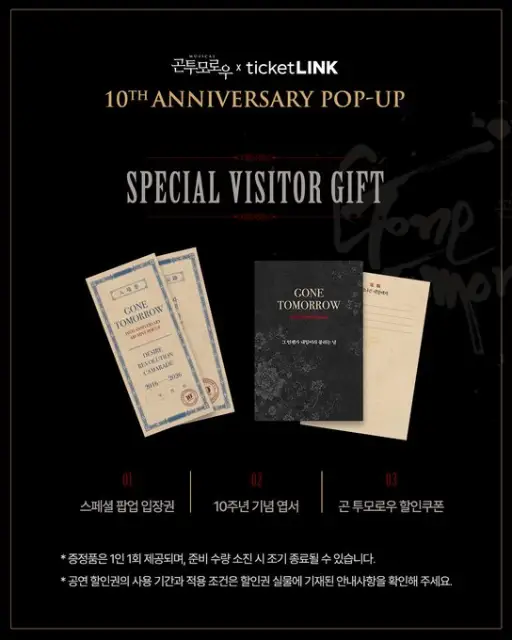 MUSICAL
곤투모로우 x ticketLINK
10TH ANNIVERSARY POP-UP
SPECIAL VISITOR GIFT
GONE
TOMORROW
DESIRE
REVOLUTION
COMRADE
2016 2026
GONE
TOMORROW
01
스페셜 팝업 입장권
02
10주년 기념 엽서
03
곤 투모로우 할인쿠폰
* 증정품은 1인 1회 제공되며, 준비 수량 소진 시 조기 종료될 수 있습니다.
* 공연 할인권의 사용 기간과 적용 조건은 할인권 실물에 기재된 안내사항을 확인해 주세요.